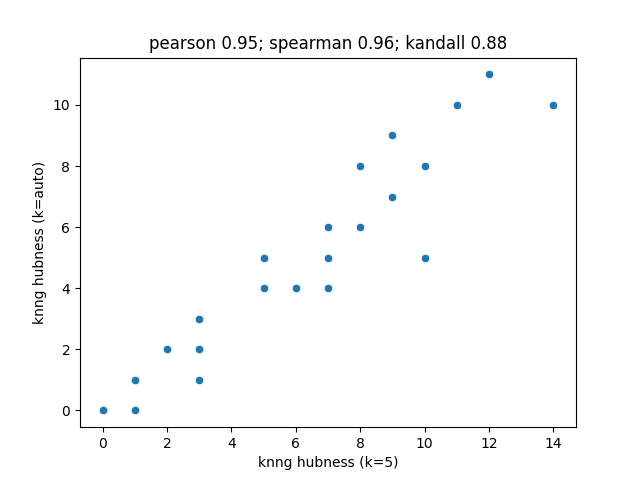 pearson 0.95; spearman 0.96; kandall 0.88
10
8
6
4
2
0
knng hubness (k=auto)
0 2 4 6 8 10 12 14
knng hubness (k=5)